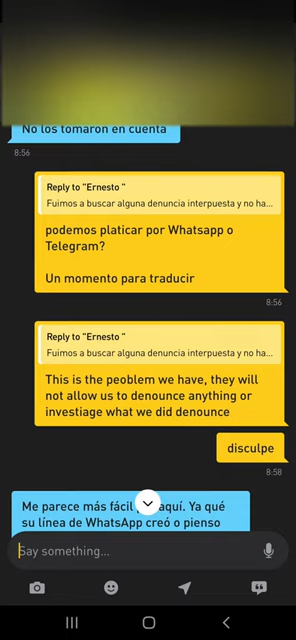 No los tomaron en cuenta
8:56
Reply to "Ernesto "
Fuimos a buscar alguna denuncia interpuesta y no ha...
podemos platicar por Whatsapp o
Telegram?
Un momento para traducir
8:56
Reply to "Ernesto "
Fuimos a buscar alguna denuncia interpuesta y no ha...
This is the peoblem we have, they will
not allow us to denounce anything or
investiage what we did denounce
disculpe
8:58
Me parece más fácil aquí. Ya qué
su línea de WhatsApp creó o pienso
Say something...